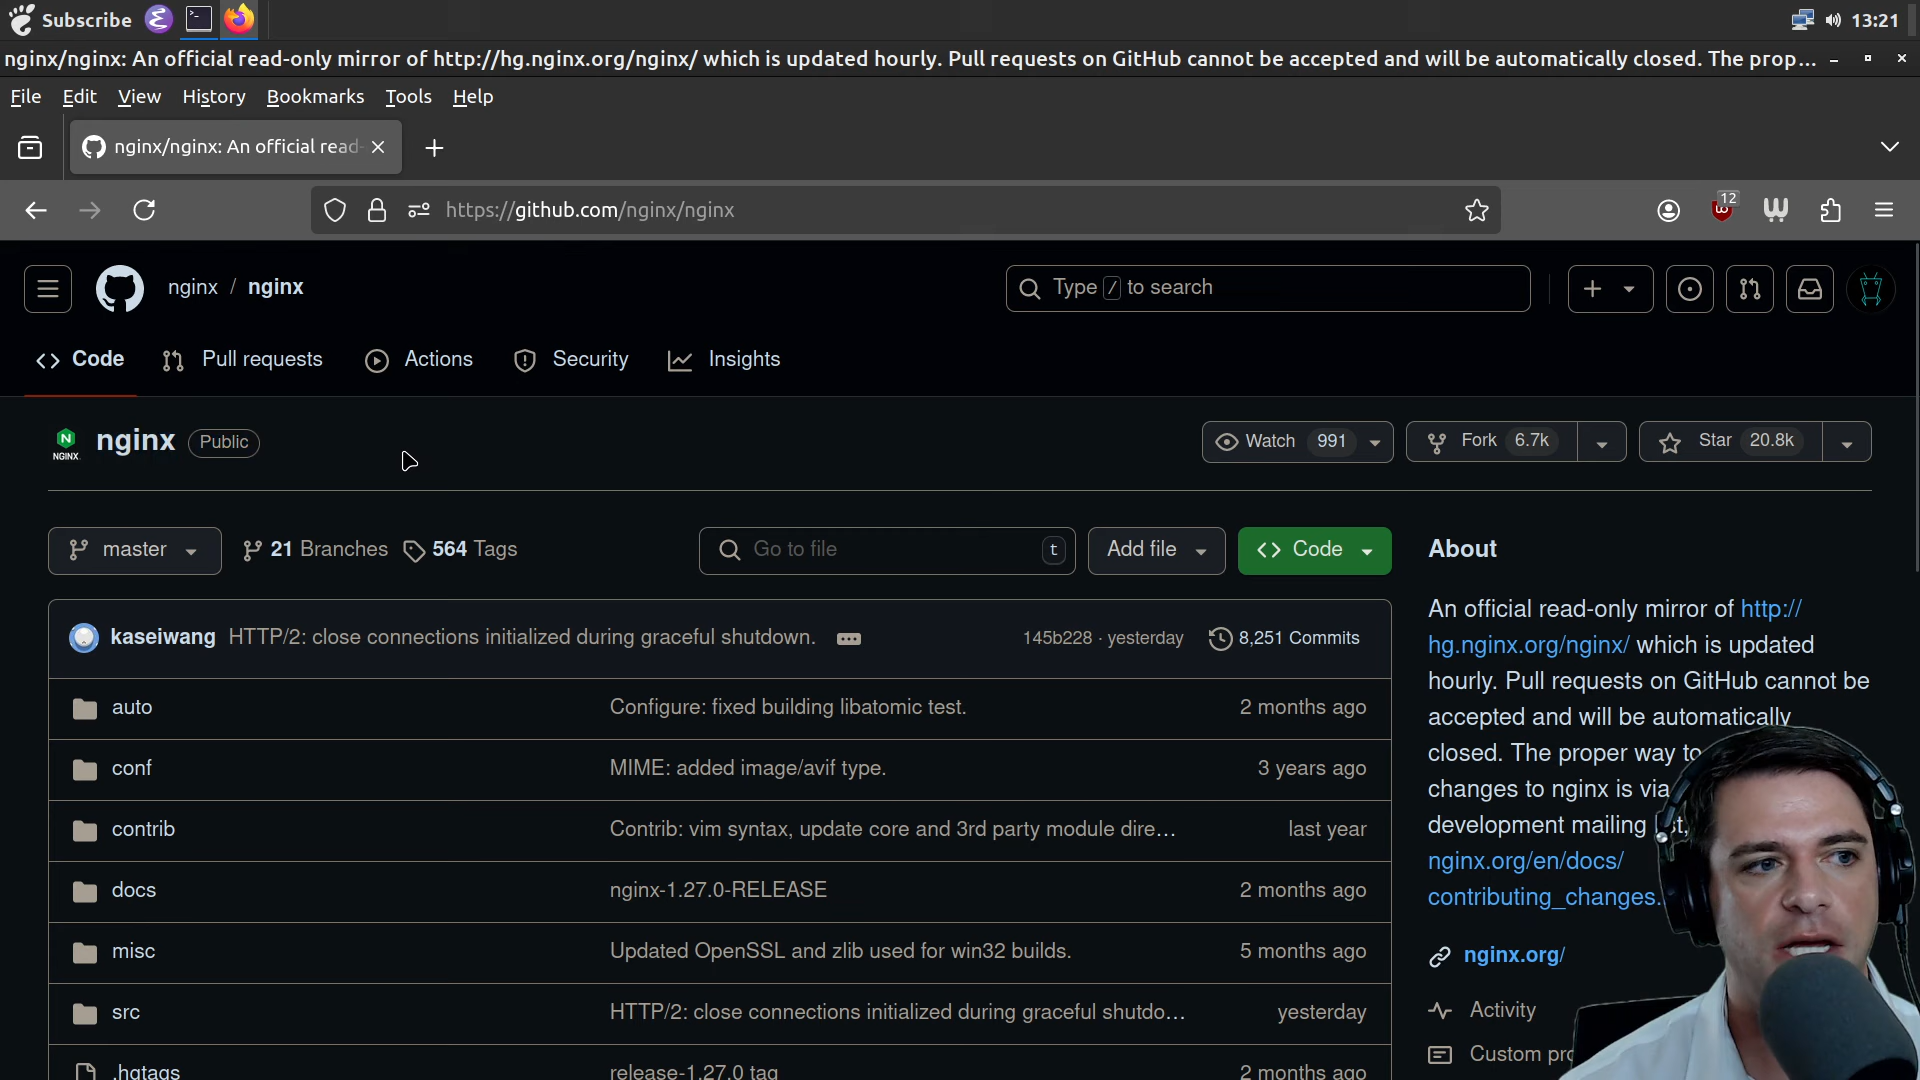 Subscribe
13:21
nginx/nginx: An official read-only mirror of http://hg.nginx.org/nginx/ which is updated hourly. Pull requests on GitHub cannot be accepted and will be automatically closed. The prop...
File Edit View History Bookmarks Tools Help
nginx/nginx: An official read-
https://github.com/nginx/nginx
12
nginx / nginx
Type / to search
Code Pull requests Actions Security Insights
NGINX
nginx Public
Watch 991 Fork 6.7k Star 20.8k
master 21 Branches 564 Tags
Go to file t
Add file
Code
kaseiwang HTTP/2: close connections initialized during graceful shutdown.
145b228 · yesterday 8,251 Commits
auto Configure: fixed building libatomic test. 2 months ago
conf MIME: added image/avif type. 3 years ago
contrib Contrib: vim syntax, update core and 3rd party module dire... last year
docs nginx-1.27.0-RELEASE 2 months ago
misc Updated OpenSSL and zlib used for win32 builds. 5 months ago
src HTTP/2: close connections initialized during graceful shutdo... yesterday
.hgtags release-1.27.0 tag 2 months ago
About
An official read-only mirror of http://
hg.nginx.org/nginx/ which is updated
hourly. Pull requests on GitHub cannot be
accepted and will be automatically
closed. The proper way to
changes to nginx is via
development mailing
nginx.org/en/docs/
contributing_changes.
nginx.org/
Activity
Custom